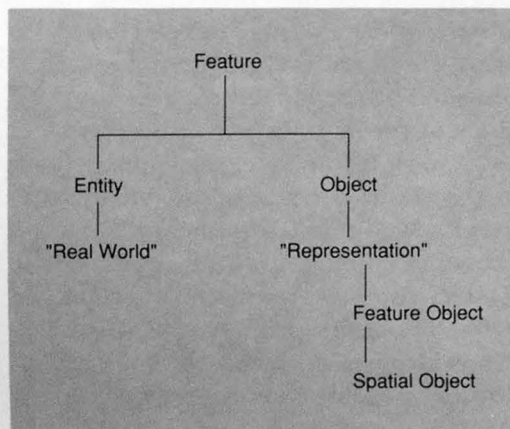 Feature
Entity Object
"Real World" "Representation"
Feature Object
Spatial Object